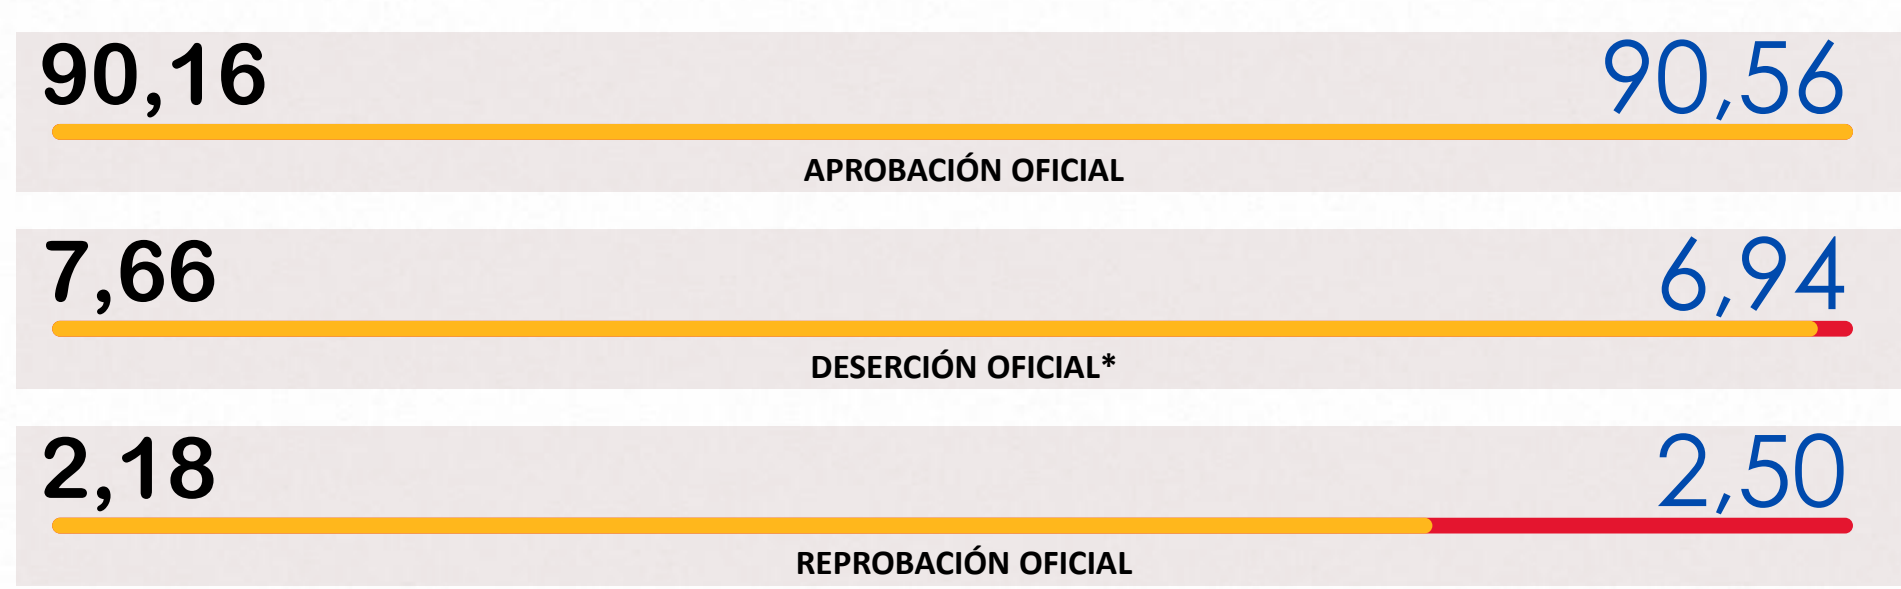 90,16 90,56
APROBACIÓN OFICIAL
7,66 6,94
DESERCIÓN OFICIAL*
2,18 2,50
REPROBACIÓN OFICIAL